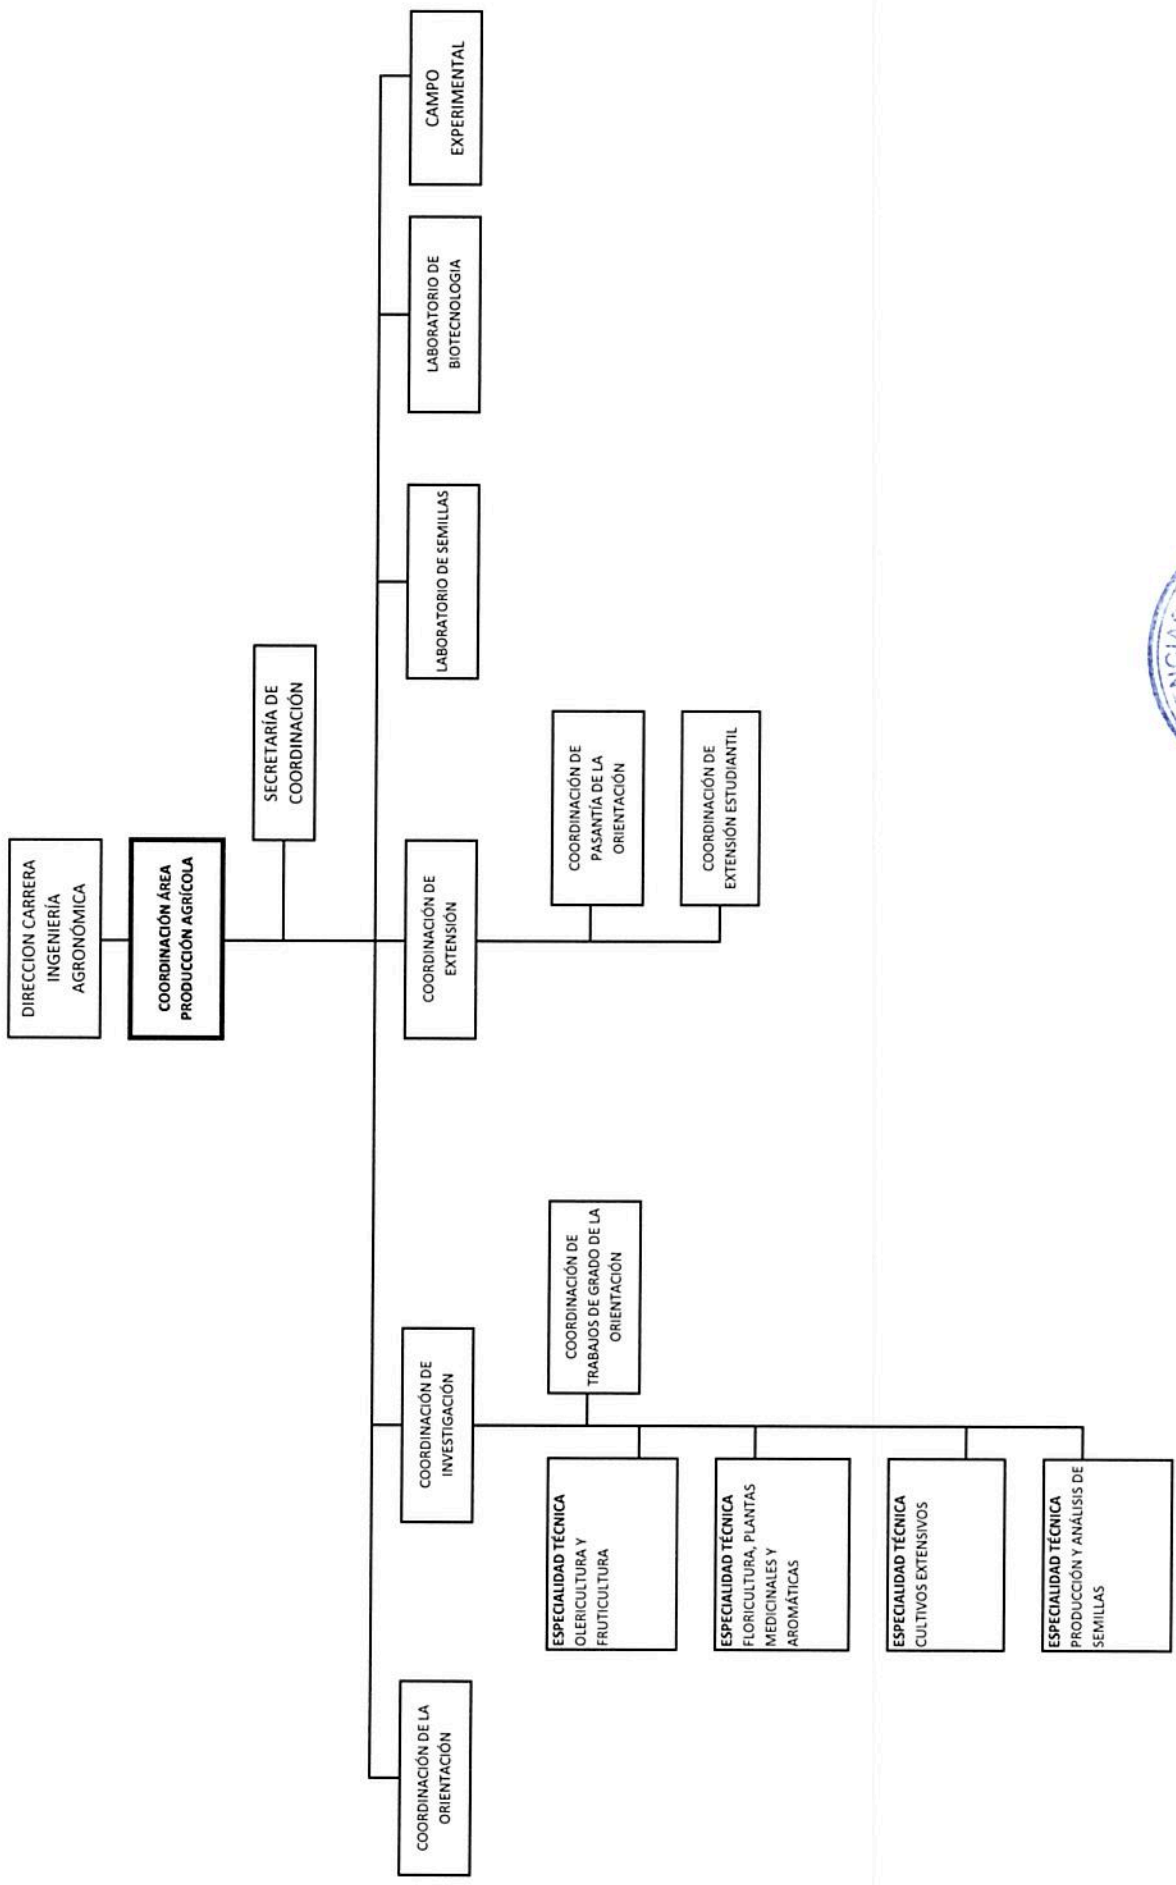 DIRECCION CARRERA
INGENIERÍA
AGRONÓMICA
COORDINACIÓN ÁREA
PRODUCCIÓN AGRÍCOLA
SECRETARÍA DE
COORDINACIÓN
COORDINACIÓN DE LA
ORIENTACIÓN
COORDINACIÓN DE
INVESTIGACIÓN
COORDINACIÓN DE
EXTENSIÓN
LABORATORIO DE SEMILLAS
LABORATORIO DE
BIOTECNOLOGIA
CAMPO
EXPERIMENTAL
COORDINACIÓN DE
TRABAJOS DE GRADO DE LA
ORIENTACIÓN
ESPECIALIDAD TÉCNICA
OLERICULTURA Y
FRUTICULTURA
ESPECIALIDAD TÉCNICA
FLORICULTURA, PLANTAS
MEDICINALES Y
AROMÁTICAS
ESPECIALIDAD TÉCNICA
CULTIVOS EXTENSIVOS
ESPECIALIDAD TÉCNICA
PRODUCCIÓN Y ANÁLISIS DE
SEMILLAS
COORDINACIÓN DE
PASANTÍA DE LA
ORIENTACIÓN
COORDINACIÓN DE
EXTENSIÓN ESTUDIANTIL